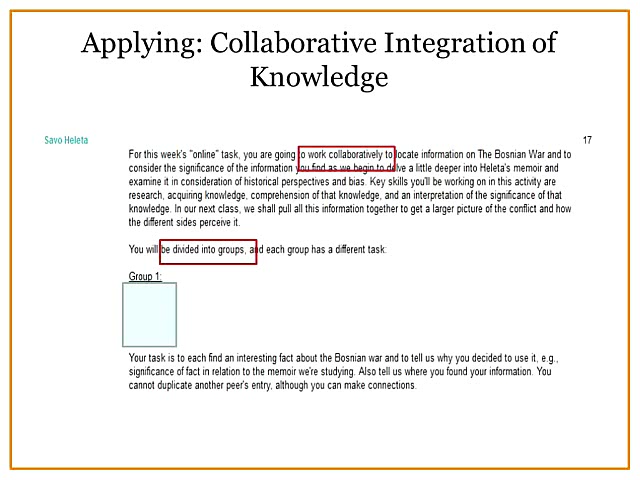 Applying: Collaborative Integration of
Knowledge
Savo Heleta
17
For this week's "online" task, you are going to work collaboratively to locate information on The Bosnian War and to
consider the significance of the information you find as we begin to delve a little deeper into Heleta's memoir and
examine it in consideration of historical perspectives and bias. Key skills you'll be working on in this activity are
research, acquiring knowledge, comprehension of that knowledge, and an interpretation of the significance of that
knowledge. In our next class, we shall pull all this information together to get a larger picture of the conflict and how
the different sides perceive it.
You will be divided into groups, and each group has a different task:
Group 1:
Your task is to each find an interesting fact about the Bosnian war and to tell us why you decided to use it, e.g.,
significance of fact in relation to the memoir we're studying. Also tell us where you found your information. You
cannot duplicate another peer's entry, although you can make connections.